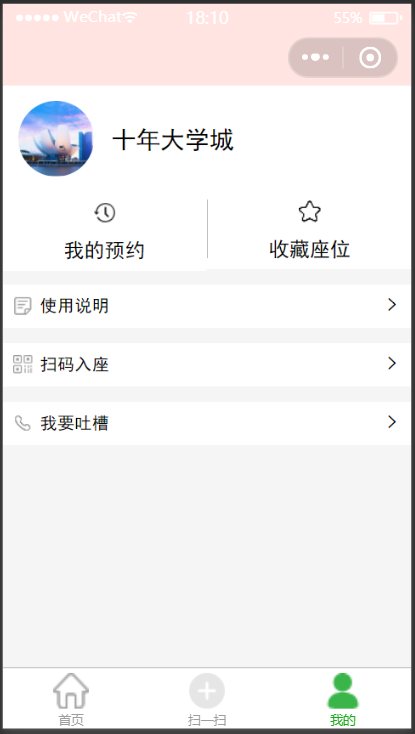 WeChat 18:10 55%
十年大学城
我的预约 收藏座位
使用说明
扫码入座
我要吐槽
首页 扫一扫 我的